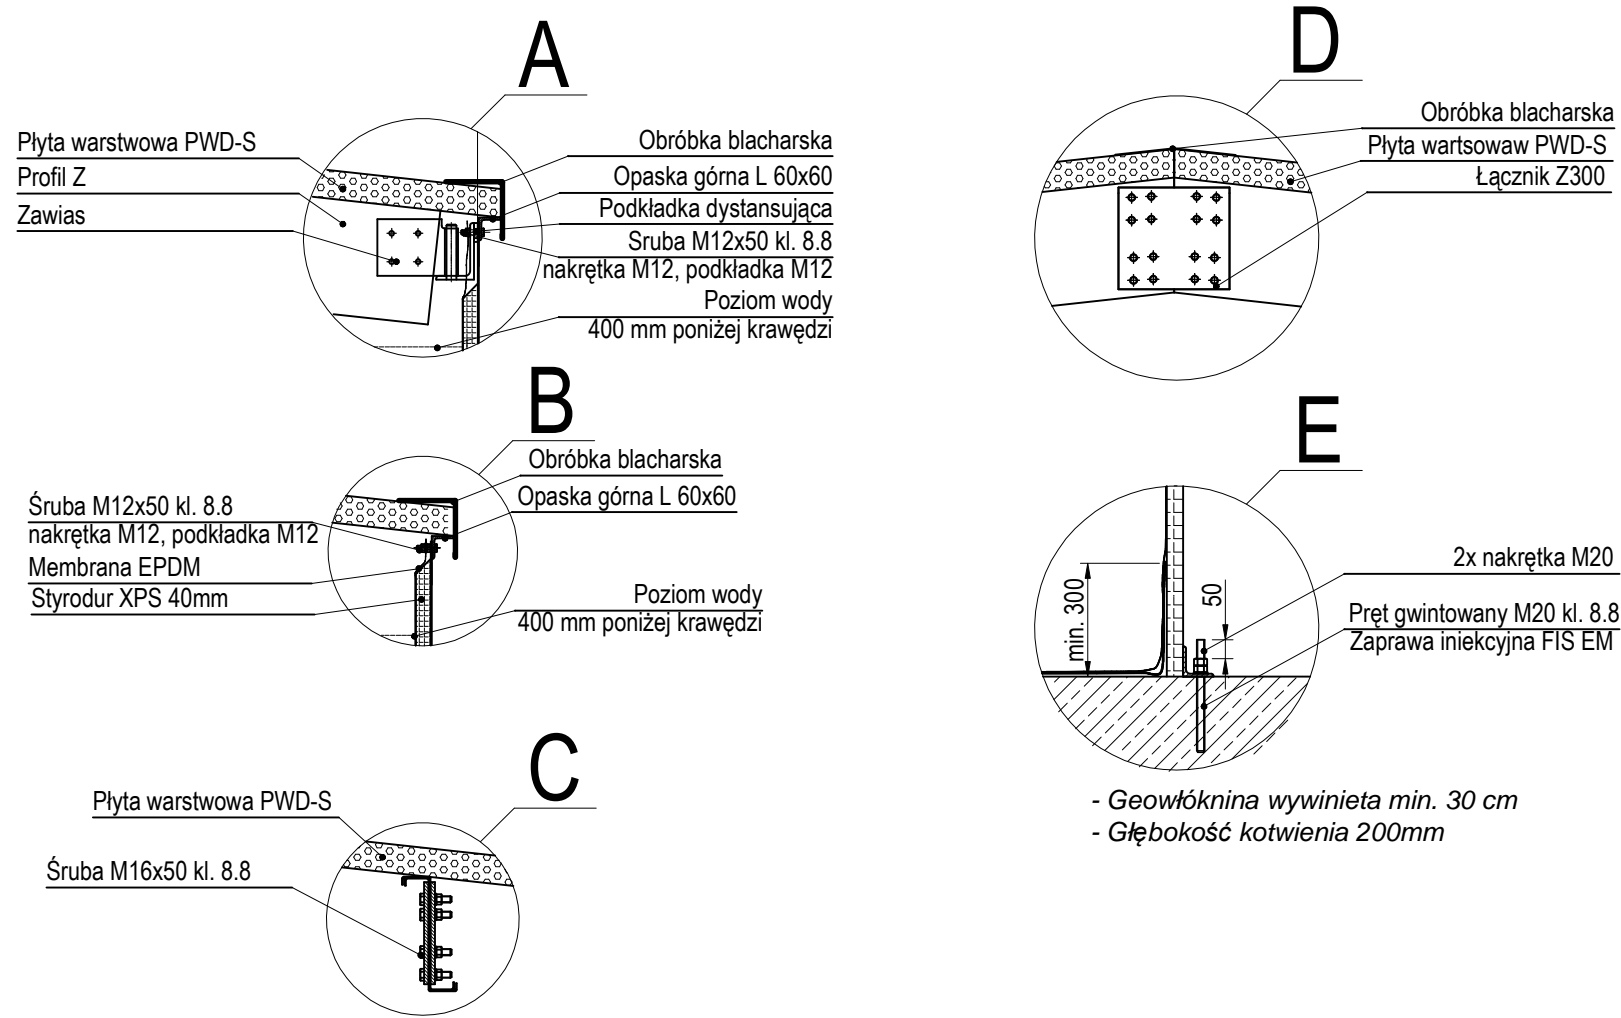 A
Płyta warstwowa PWD-S
Profil Z
Zawias
Obróbka blacharska
Opaska górna L 60x60
Podkładka dystansująca
Sruba M12x50 kl. 8.8
nakrętka M12, podkładka M12
Poziom wody
400 mm poniżej krawędzi
B
Obróbka blacharska
Opaska górna L 60x60
Śruba M12x50 kl. 8.8
nakrętka M12, podkładka M12
Membrana EPDM
Styrodur XPS 40mm
Poziom wody
400 mm poniżej krawędzi
C
Płyta warstwowa PWD-S
Śruba M16x50 kl. 8.8
D
Obróbka blacharska
Płyta wartsowaw PWD-S
Łącznik Z300
E
min. 300
50
2x nakrętka M20
Pręt gwintowany M20 kl. 8.8
Zaprawa iniekcyjna FIS EM
- Geowłóknina wywinieta min. 30 cm
- Głębokość kotwienia 200mm